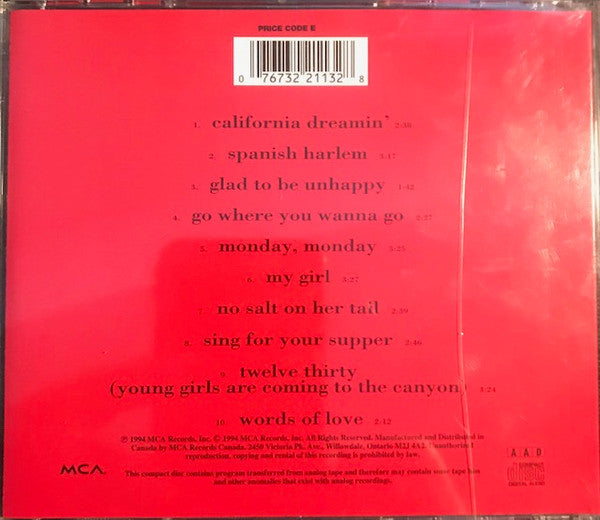 PRICE CODE E
0 76732 21132 8
1. california dreamin' 2:38
2. spanish harlem 3:17
3. glad to be unhappy 1:42
4. go where you wanna go 2:27
5. monday, monday 3:25
6. my girl 3:27
7. no salt on her tail 2:39
8. sing for your supper 2:46
9. twelve thirty
(young girls are coming to the canyon) 3:24
10. words of love 2:12
℗ 1994 MCA Records, Inc. © 1994 MCA Records, Inc. All Rights Reserved. Manufactured and Distributed in
Canada by MCA Records Canada, 2450 Victoria Pk. Ave., Willowdale, Ontario M2J 4A2.
reproduction, copying and rental of this recording is prohibited by law.
MCA
This compact disc contains program transferred from analog tape and therefore may contain some tape hiss
and other anomalies that exist with analog recordings.
A A D
COMPACT
disc
DIGITAL AUDIO